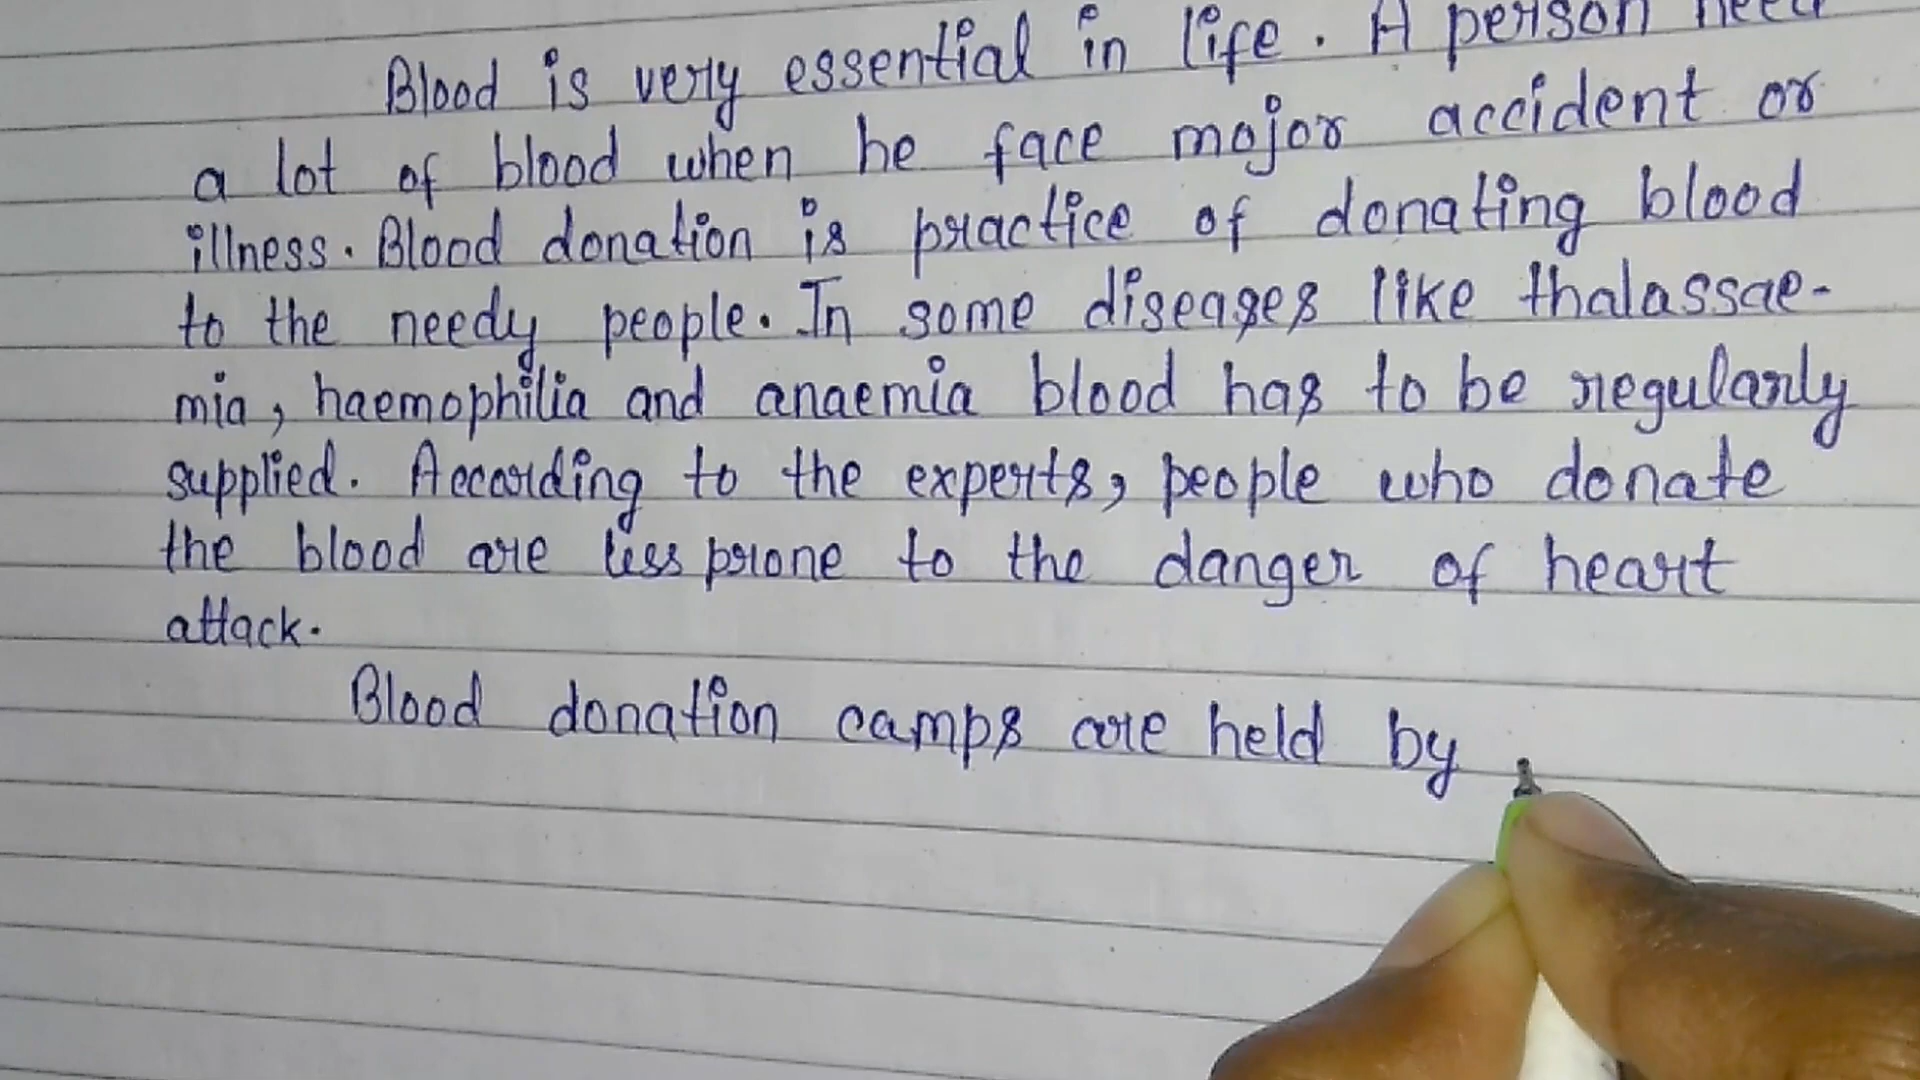 Blood is very essential in life. A person need
a lot of blood when he face major accident or
illness. Blood donation is practice of donating blood
to the needy people. In some diseases like thalassae-
mia, haemophilia and anaemia blood has to be regularly
supplied. According to the experts, people who donate
the blood are less prone to the danger of heart
attack.
Blood donation camps are held by